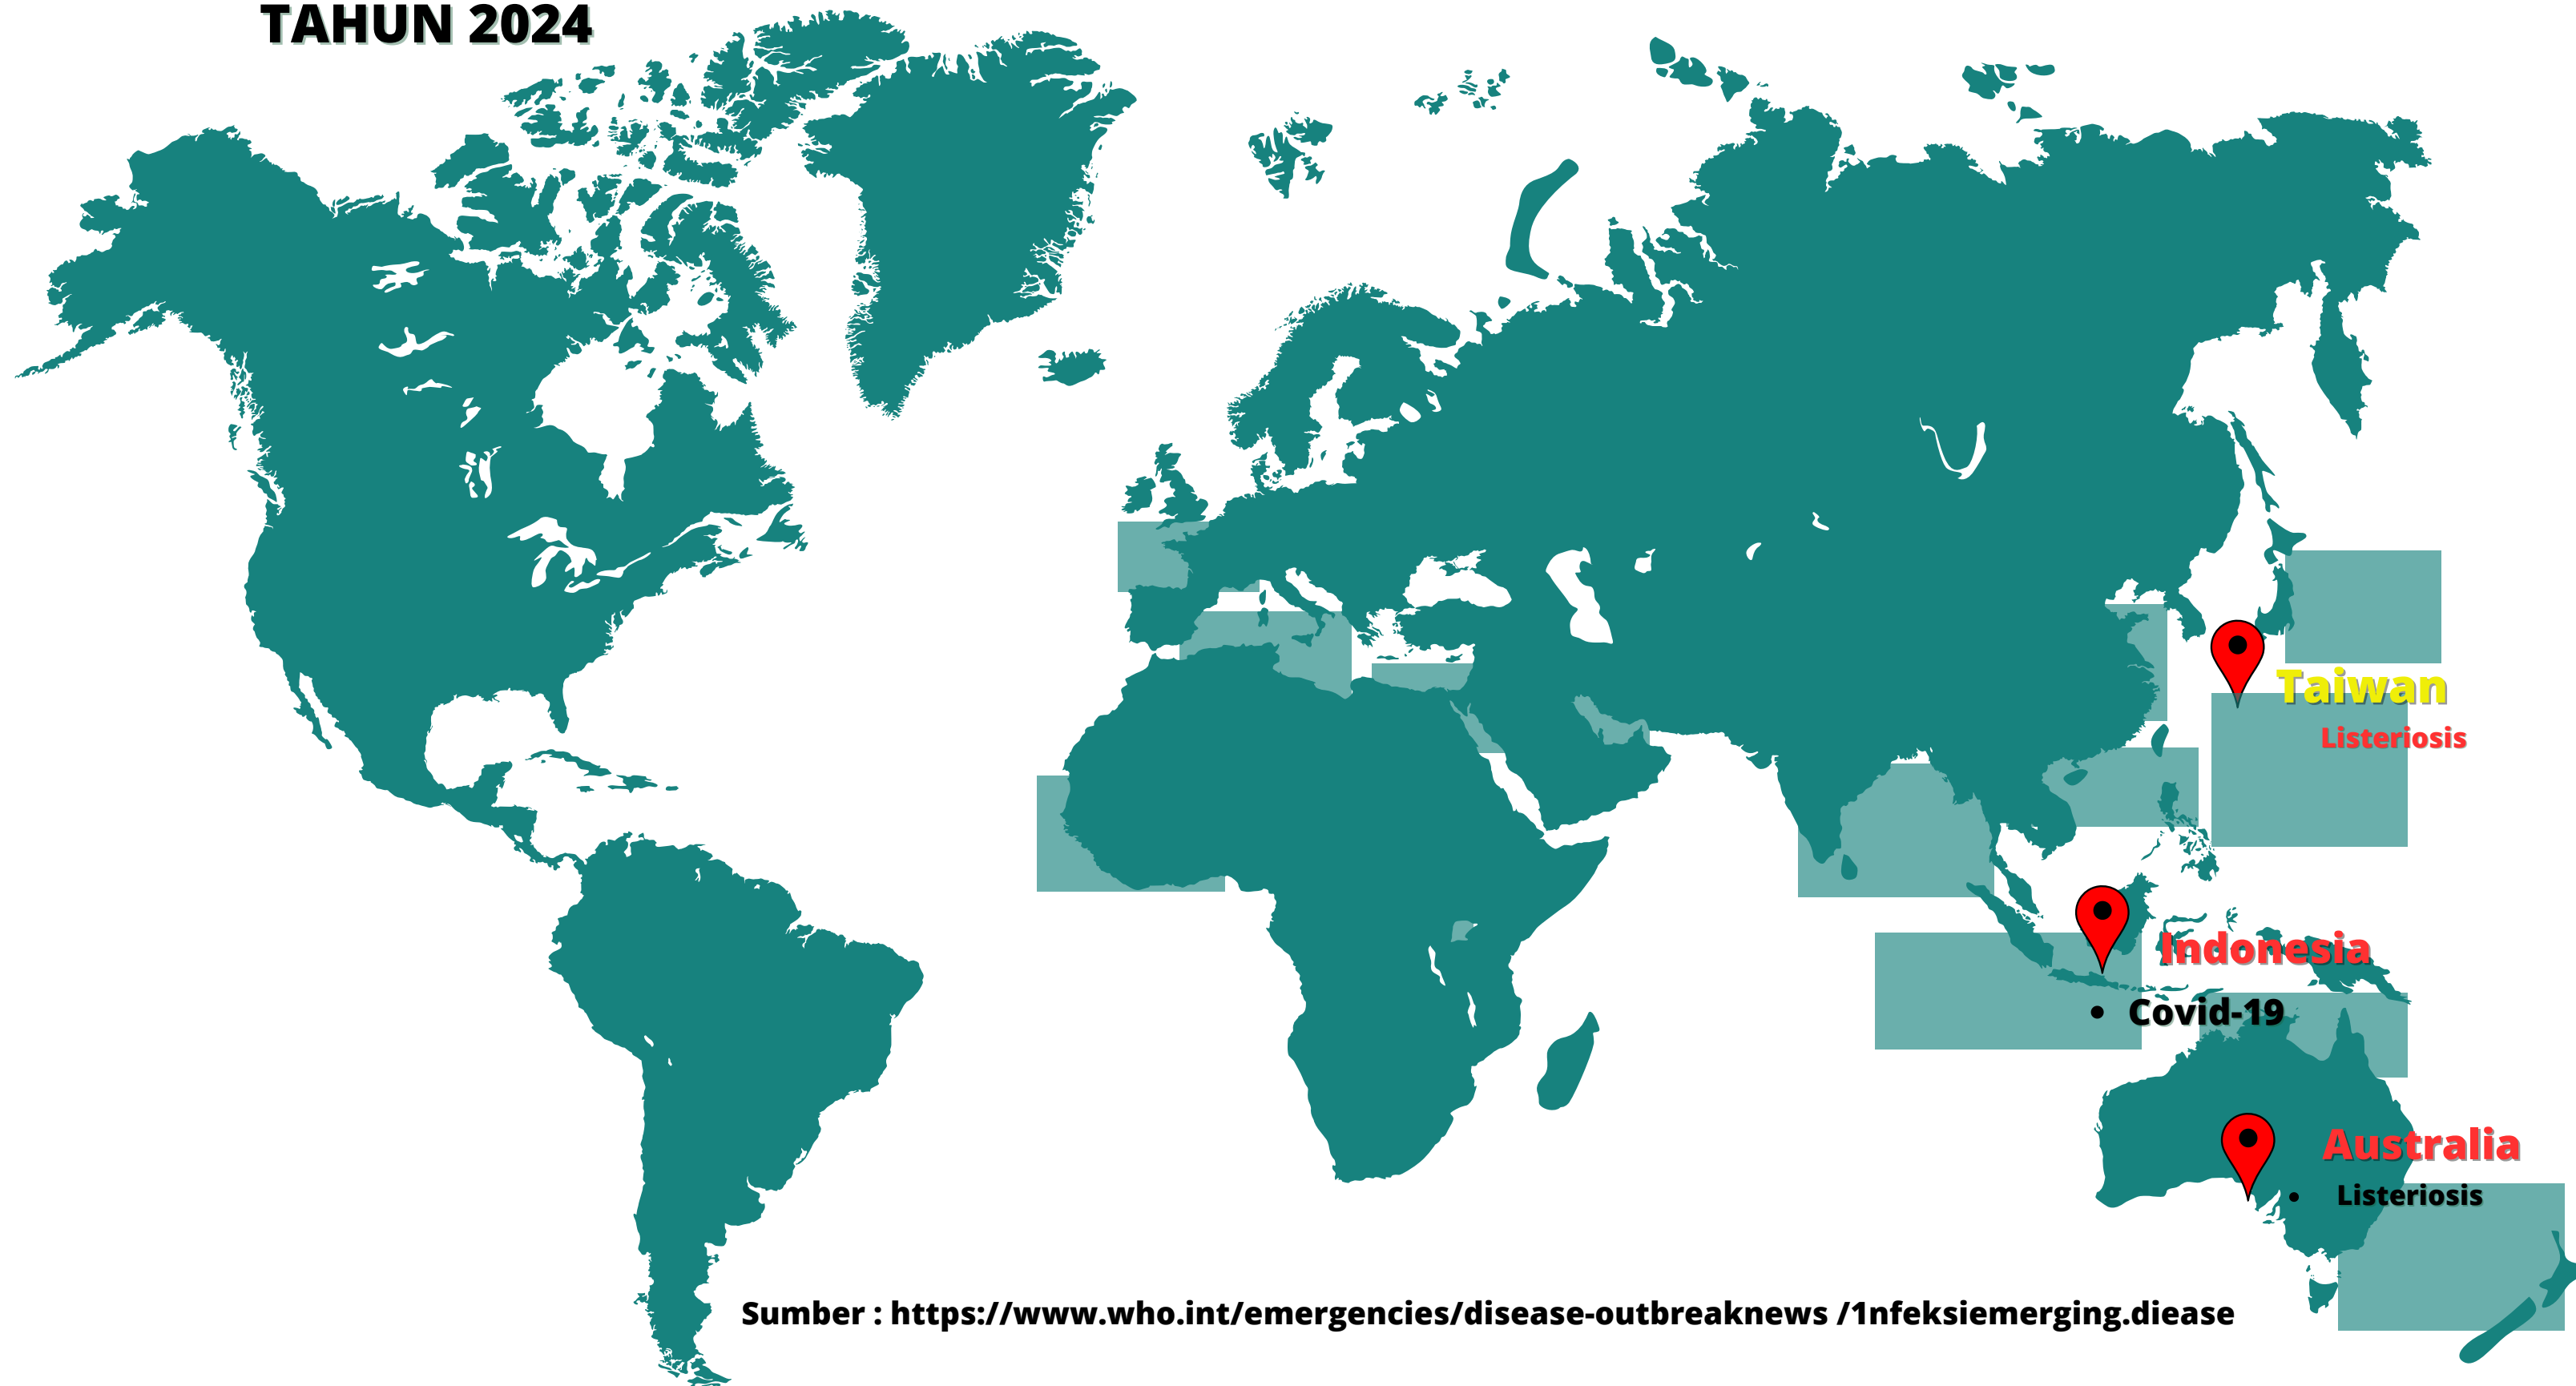 TAHUN 2024
Taiwan
Listeriosis
Indonesia
• Covid-19
Australia
• Listeriosis
Sumber : https://www.who.int/emergencies/disease-outbreaknews /1nfeksiemerging.diease